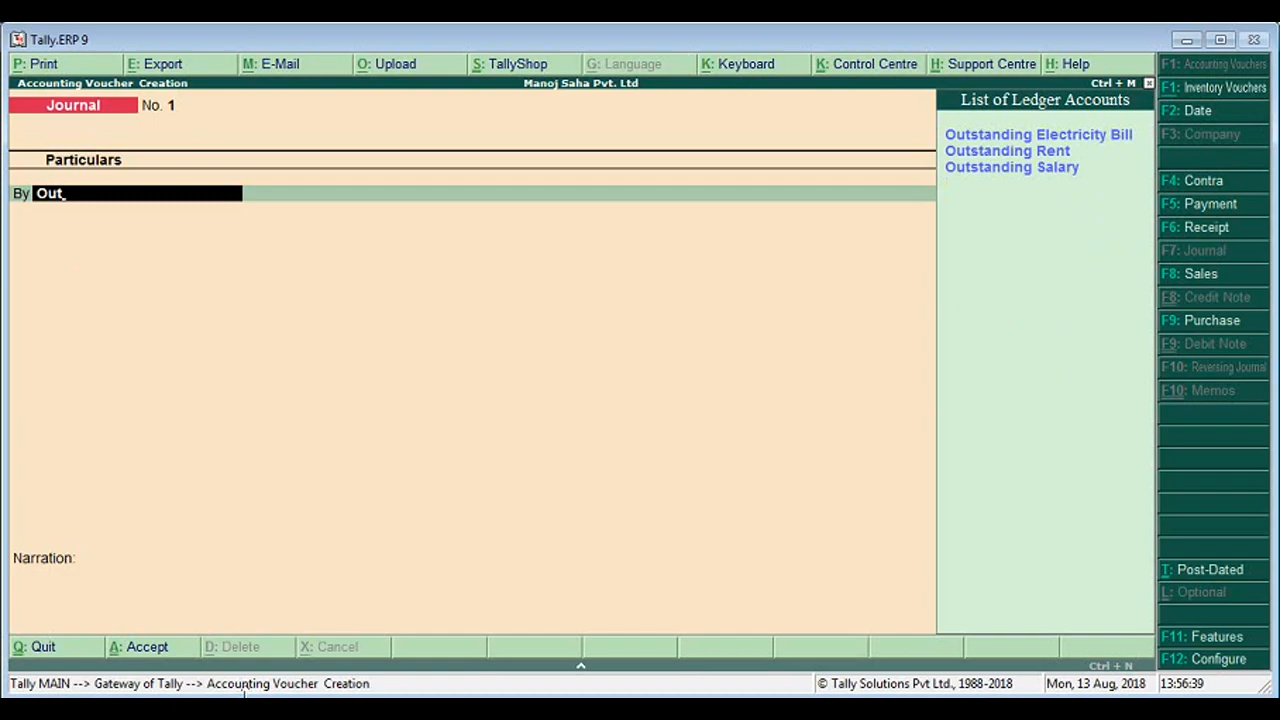 Tally.ERP 9
P: Print E: Export M: E-Mail O: Upload S: TallyShop G: Language K: Keyboard K: Control Centre H: Support Centre H: Help
Accounting Voucher Creation Manoj Saha Pvt. Ltd Ctrl + M
Journal No. 1
Particulars
By Out
Narration:
List of Ledger Accounts
Outstanding Electricity Bill
Outstanding Rent
Outstanding Salary
F1: Accounting Vouchers
F1: Inventory Vouchers
F2: Date
F3: Company
F4: Contra
F5: Payment
F6: Receipt
F7: Journal
F8: Sales
F8: Credit Note
F9: Purchase
F9: Debit Note
F10: Reversing Journal
F10: Memos
T: Post-Dated
L: Optional
F11: Features
F12: Configure
Q: Quit A: Accept D: Delete X: Cancel
Ctrl + N
Tally MAIN --> Gateway of Tally --> Accounting Voucher Creation © Tally Solutions Pvt Ltd., 1988-2018 Mon, 13 Aug, 2018 13:56:39